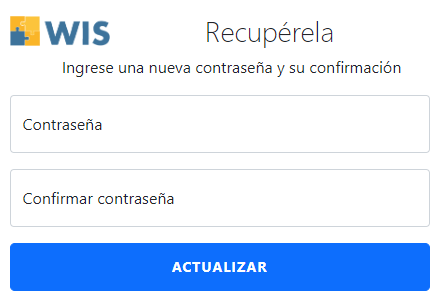 WIS
Recupérela
Ingrese una nueva contraseña y su confirmación
Contraseña
Confirmar contraseña
ACTUALIZAR